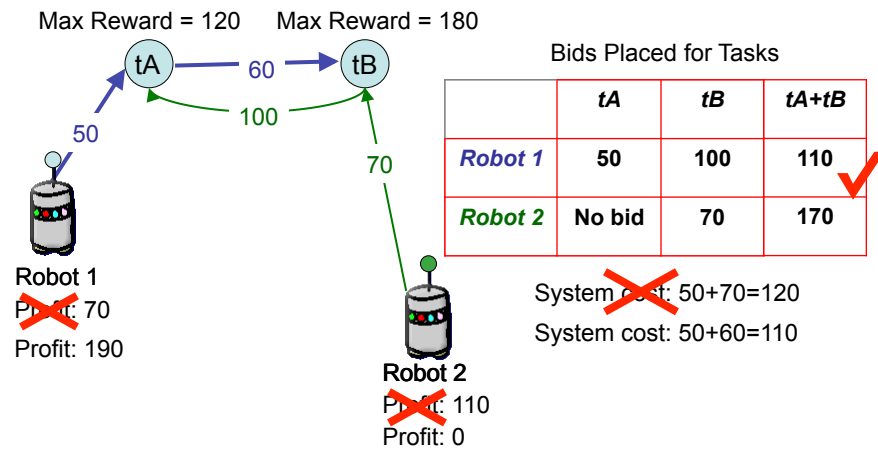 Max Reward = 120
Max Reward = 180
tA
60
tB
100
50
70
Bids Placed for Tasks
tA tB tA+tB
Robot 1 50 100 110
Robot 2 No bid 70 170
Robot 1
Profit: 70
Profit: 190
System cost: 50+70=120
System cost: 50+60=110
Robot 2
Profit: 110
Profit: 0